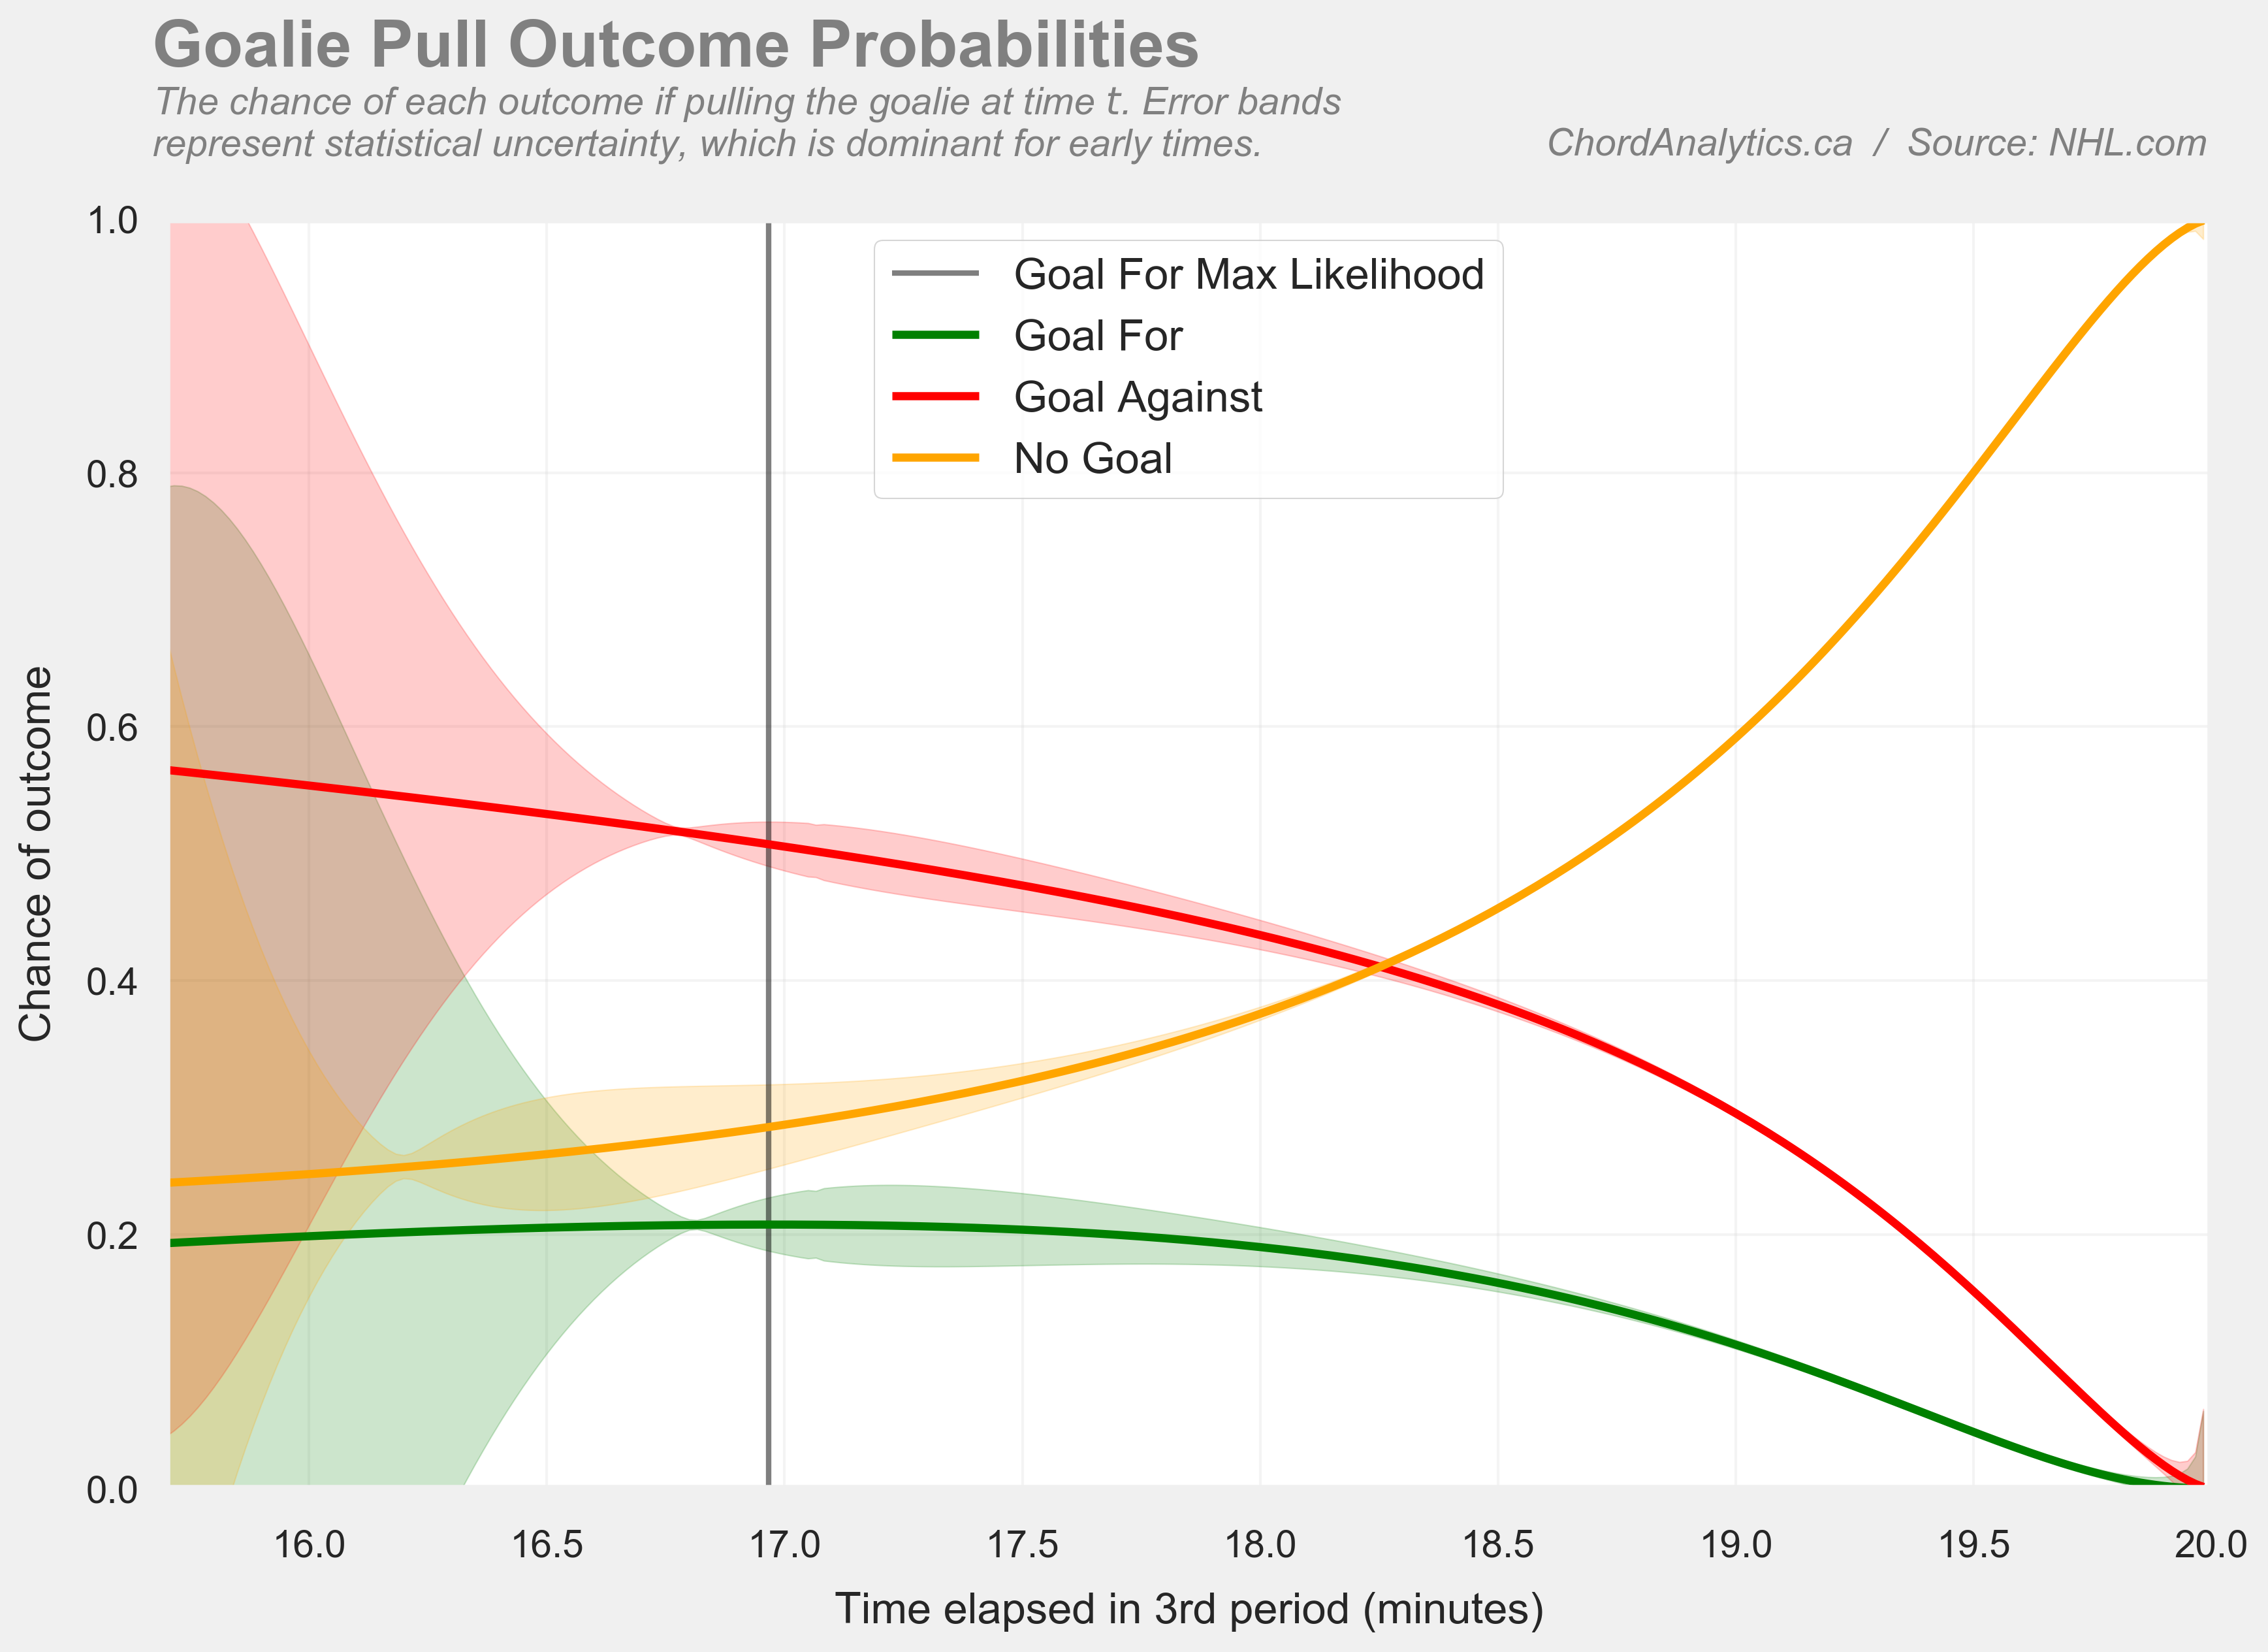 Goalie Pull Outcome Probabilities
The chance of each outcome if pulling the goalie at time t. Error bands
represent statistical uncertainty, which is dominant for early times.
ChordAnalytics.ca / Source: NHL.com
1.0
0.8
0.6
0.4
0.2
0.0
Chance of outcome
Goal For Max Likelihood
Goal For
Goal Against
No Goal
16.0 16.5 17.0 17.5 18.0 18.5 19.0 19.5 20.0
Time elapsed in 3rd period (minutes)